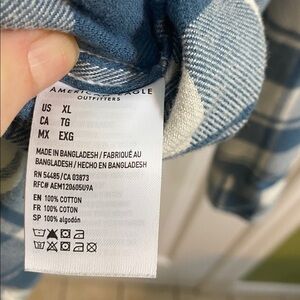 AMERICAN EAGLE
OUTFITTERS
US XL
CA TG
MX EXG
MADE IN BANGLADESH / FABRIQUÉ AU
BANGLADESH / HECHO EN BANGLADESH
RN 54485 / CA 03873
RFC# AEM120605U9A
EN 100% COTTON
FR 100% COTON
SP 100% algodón